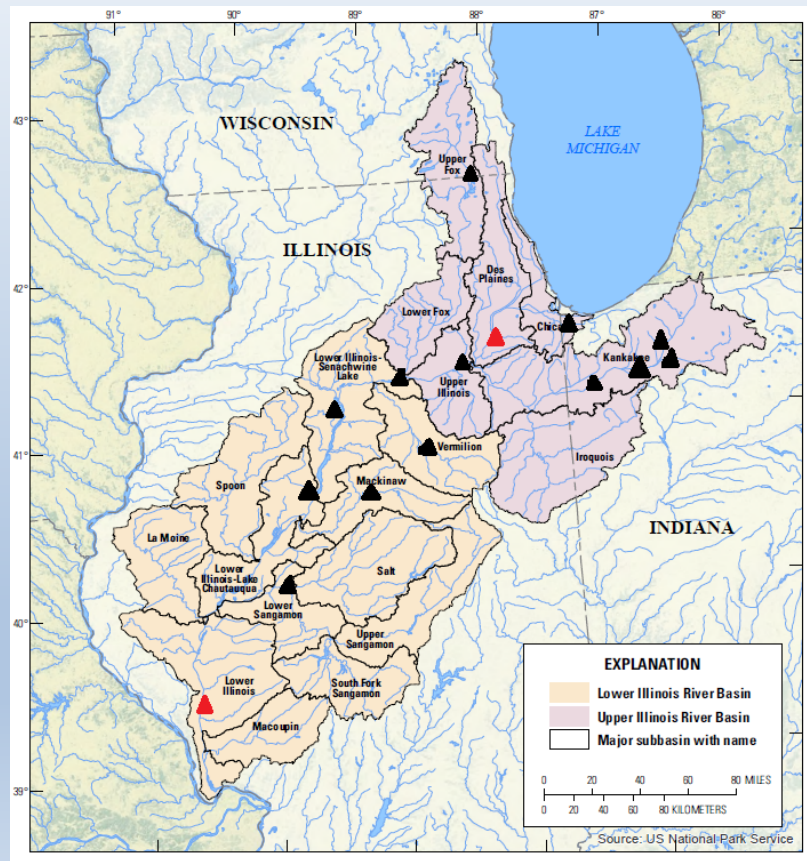 91°
90°
89°
88°
87°
86°
43°
WISCONSIN
LAKE
MICHIGAN
Upper
Fox
ILLINOIS
Des
Plaines
42°
Lower Fox
Chica
Lower Illinois-
Senachwine
Lake
Kankakee
Upper
Illinois
41°
Vermilion
Iroquois
Spoon
Mackinaw
INDIANA
La Moine
Lower
Illinois-Lake
Chautauqua
Salt
Lower
Sangamon
40°
Upper
Sangamon
Lower
Illinois
South Fork
Sangamon
Macoupin
39°
EXPLANATION
Lower Illinois River Basin
Upper Illinois River Basin
Major subbasin with name
0 20 40 60 80 MILES
0 20 40 60 80 KILOMETERS
Source: US National Park Service